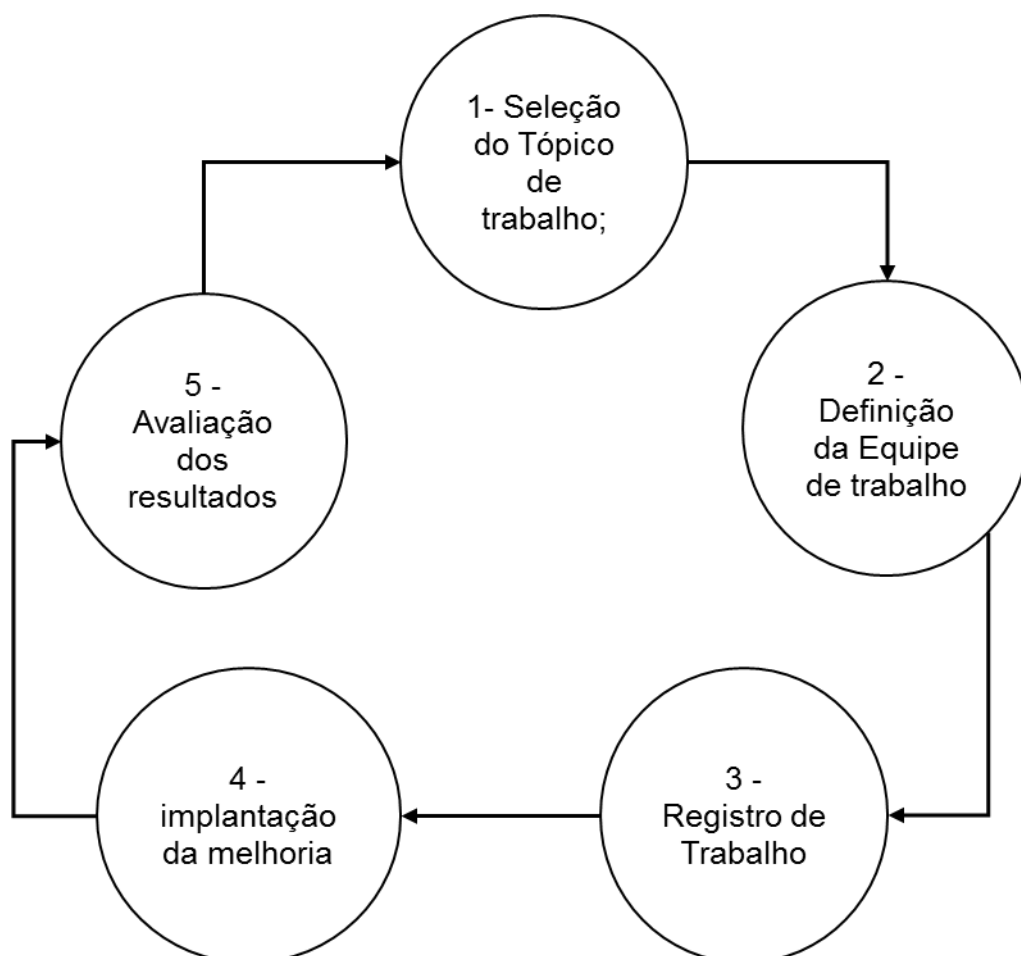 1- Seleção
do Tópico
de
trabalho;
2 -
Definição
da Equipe
de trabalho
3 -
Registro de
Trabalho
4 -
implantação
da melhoria
5 -
Avaliação
dos
resultados